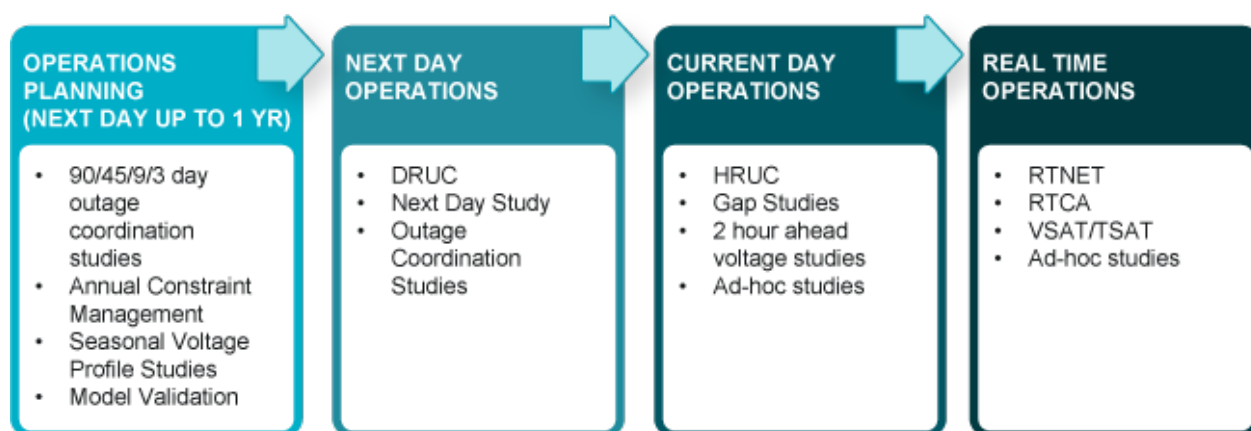 OPERATIONS
PLANNING
(NEXT DAY UP TO 1 YR)
• 90/45/9/3 day
outage
coordination
studies
• Annual Constraint
Management
• Seasonal Voltage
Profile Studies
• Model Validation
NEXT DAY
OPERATIONS
• DRUC
• Next Day Study
• Outage
Coordination
Studies
CURRENT DAY
OPERATIONS
• HRUC
• Gap Studies
• 2 hour ahead
voltage studies
• Ad-hoc studies
REAL TIME
OPERATIONS
• RTNET
• RTCA
• VSAT/TSAT
• Ad-hoc studies